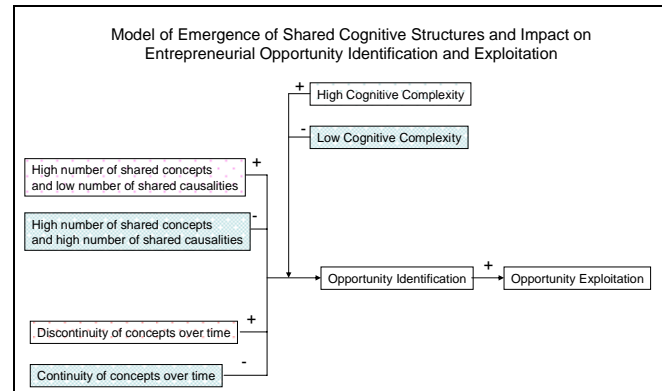 Model of Emergence of Shared Cognitive Structures and Impact on
Entrepreneurial Opportunity Identification and Exploitation
+
High Cognitive Complexity
-
Low Cognitive Complexity
High number of shared concepts
and low number of shared causalities
+
High number of shared concepts
and high number of shared causalities
-
Opportunity Identification
+
Opportunity Exploitation
Discontinuity of concepts over time
+
Continuity of concepts over time
-